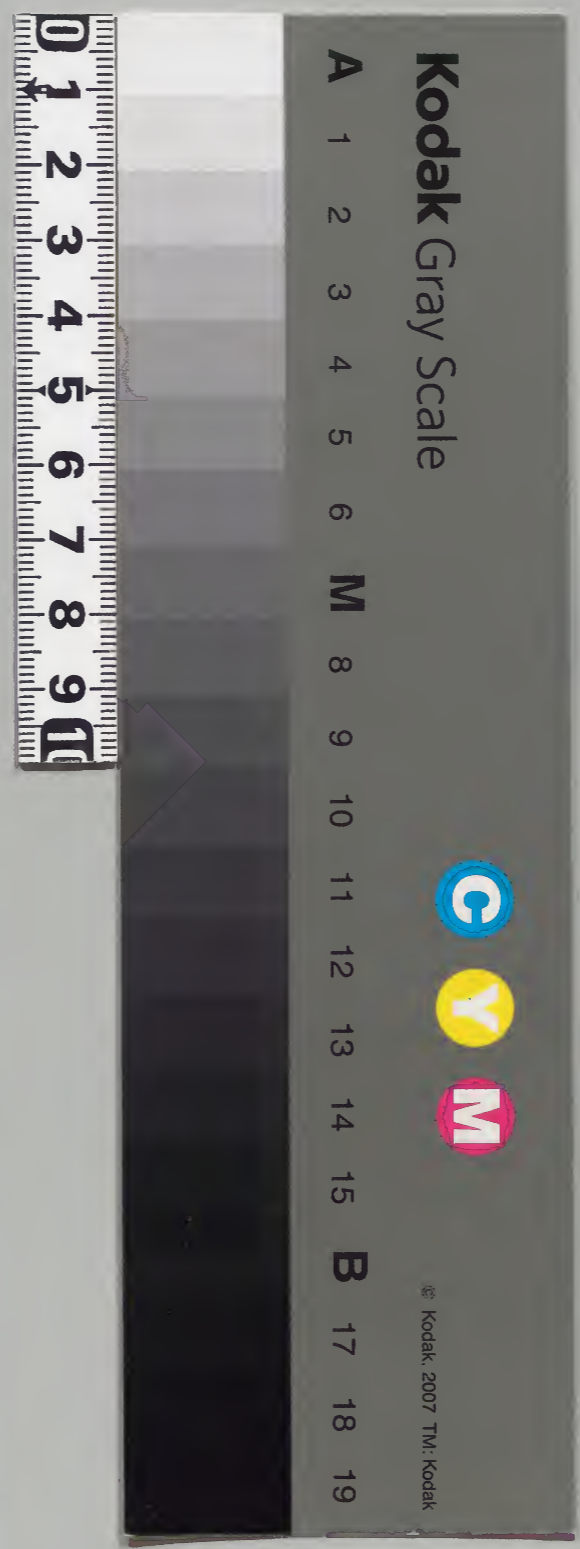 Kodak Gray Scale
C Y M
© Kodak, 2007 TM: Kodak
A 1 2 3 4 5 6 M 8 9 10 11 12 13 14 15 B 17 18 19
0 1 2 3 4 5 6 7 8 9 10